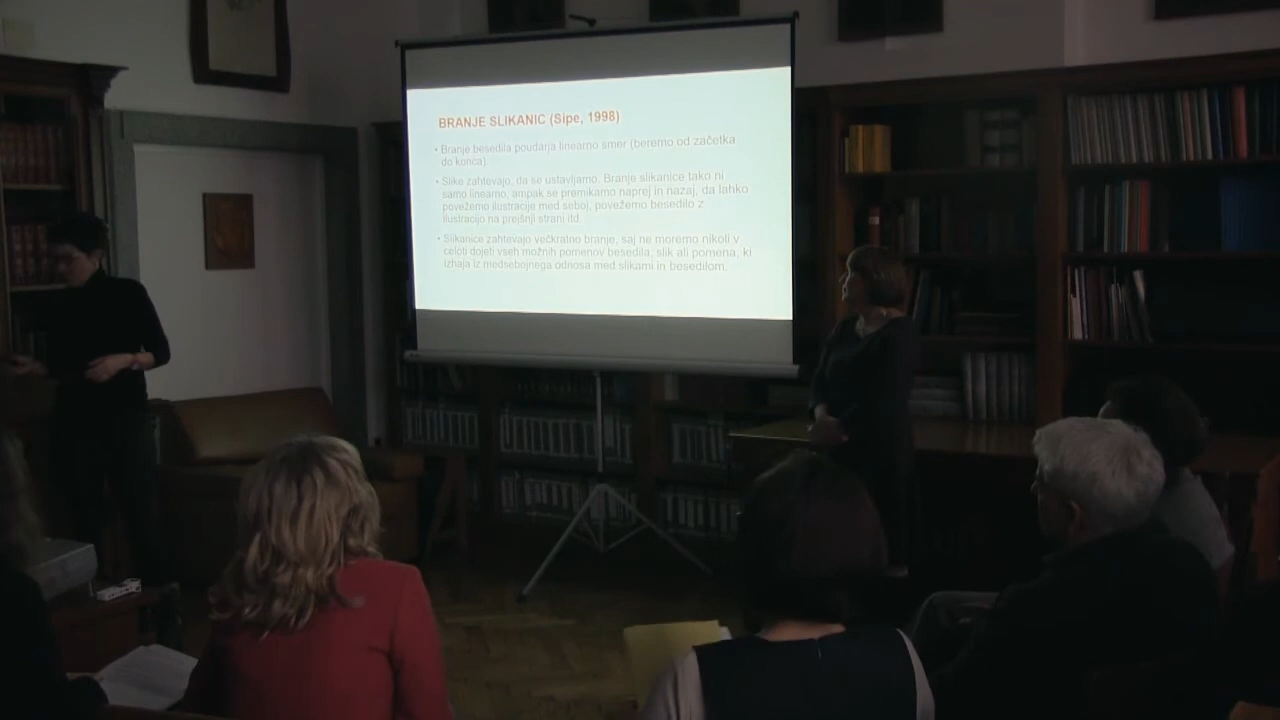 BRANJE SLIKANIC (Sipe, 1998)
• Branje besedila poudarja linearno smer (beremo od začetka
do konca).
• Slike zahtevajo, da se ustavljamo. Branje slikanice tako ni
samo linearno, ampak se premikamo naprej in nazaj, da lahko
povežemo ilustracije med seboj, povežemo besedilo z
ilustracijo na prejšnji strani itd.
• Slikanice zahtevajo večkratno branje, saj ne moremo nikoli v
celoti dojeti vseh možnih pomenov besedila, slik ali pomena, ki
izhaja iz medsebojnega odnosa med slikami in besedilom.